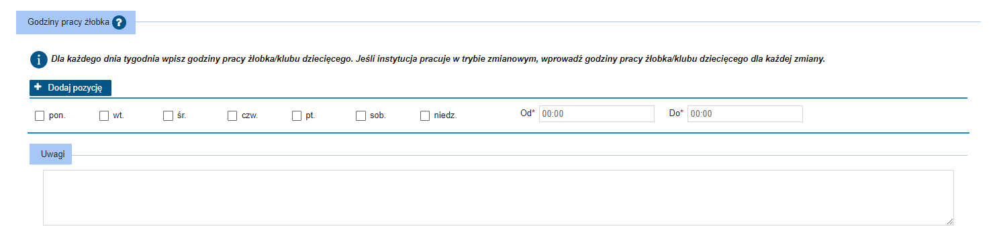 Godziny pracy żłobka ?
i Dla każdego dnia tygodnia wpisz godziny pracy żłobka/klubu dziecięcego. Jeśli instytucja pracuje w trybie zmianowym, wprowadź godziny pracy żłobka/klubu dziecięcego dla każdej zmiany.
+ Dodaj pozycję
pon. wt. śr. czw. pt. sob. niedz. Od* 00:00 Do* 00:00
Uwagi